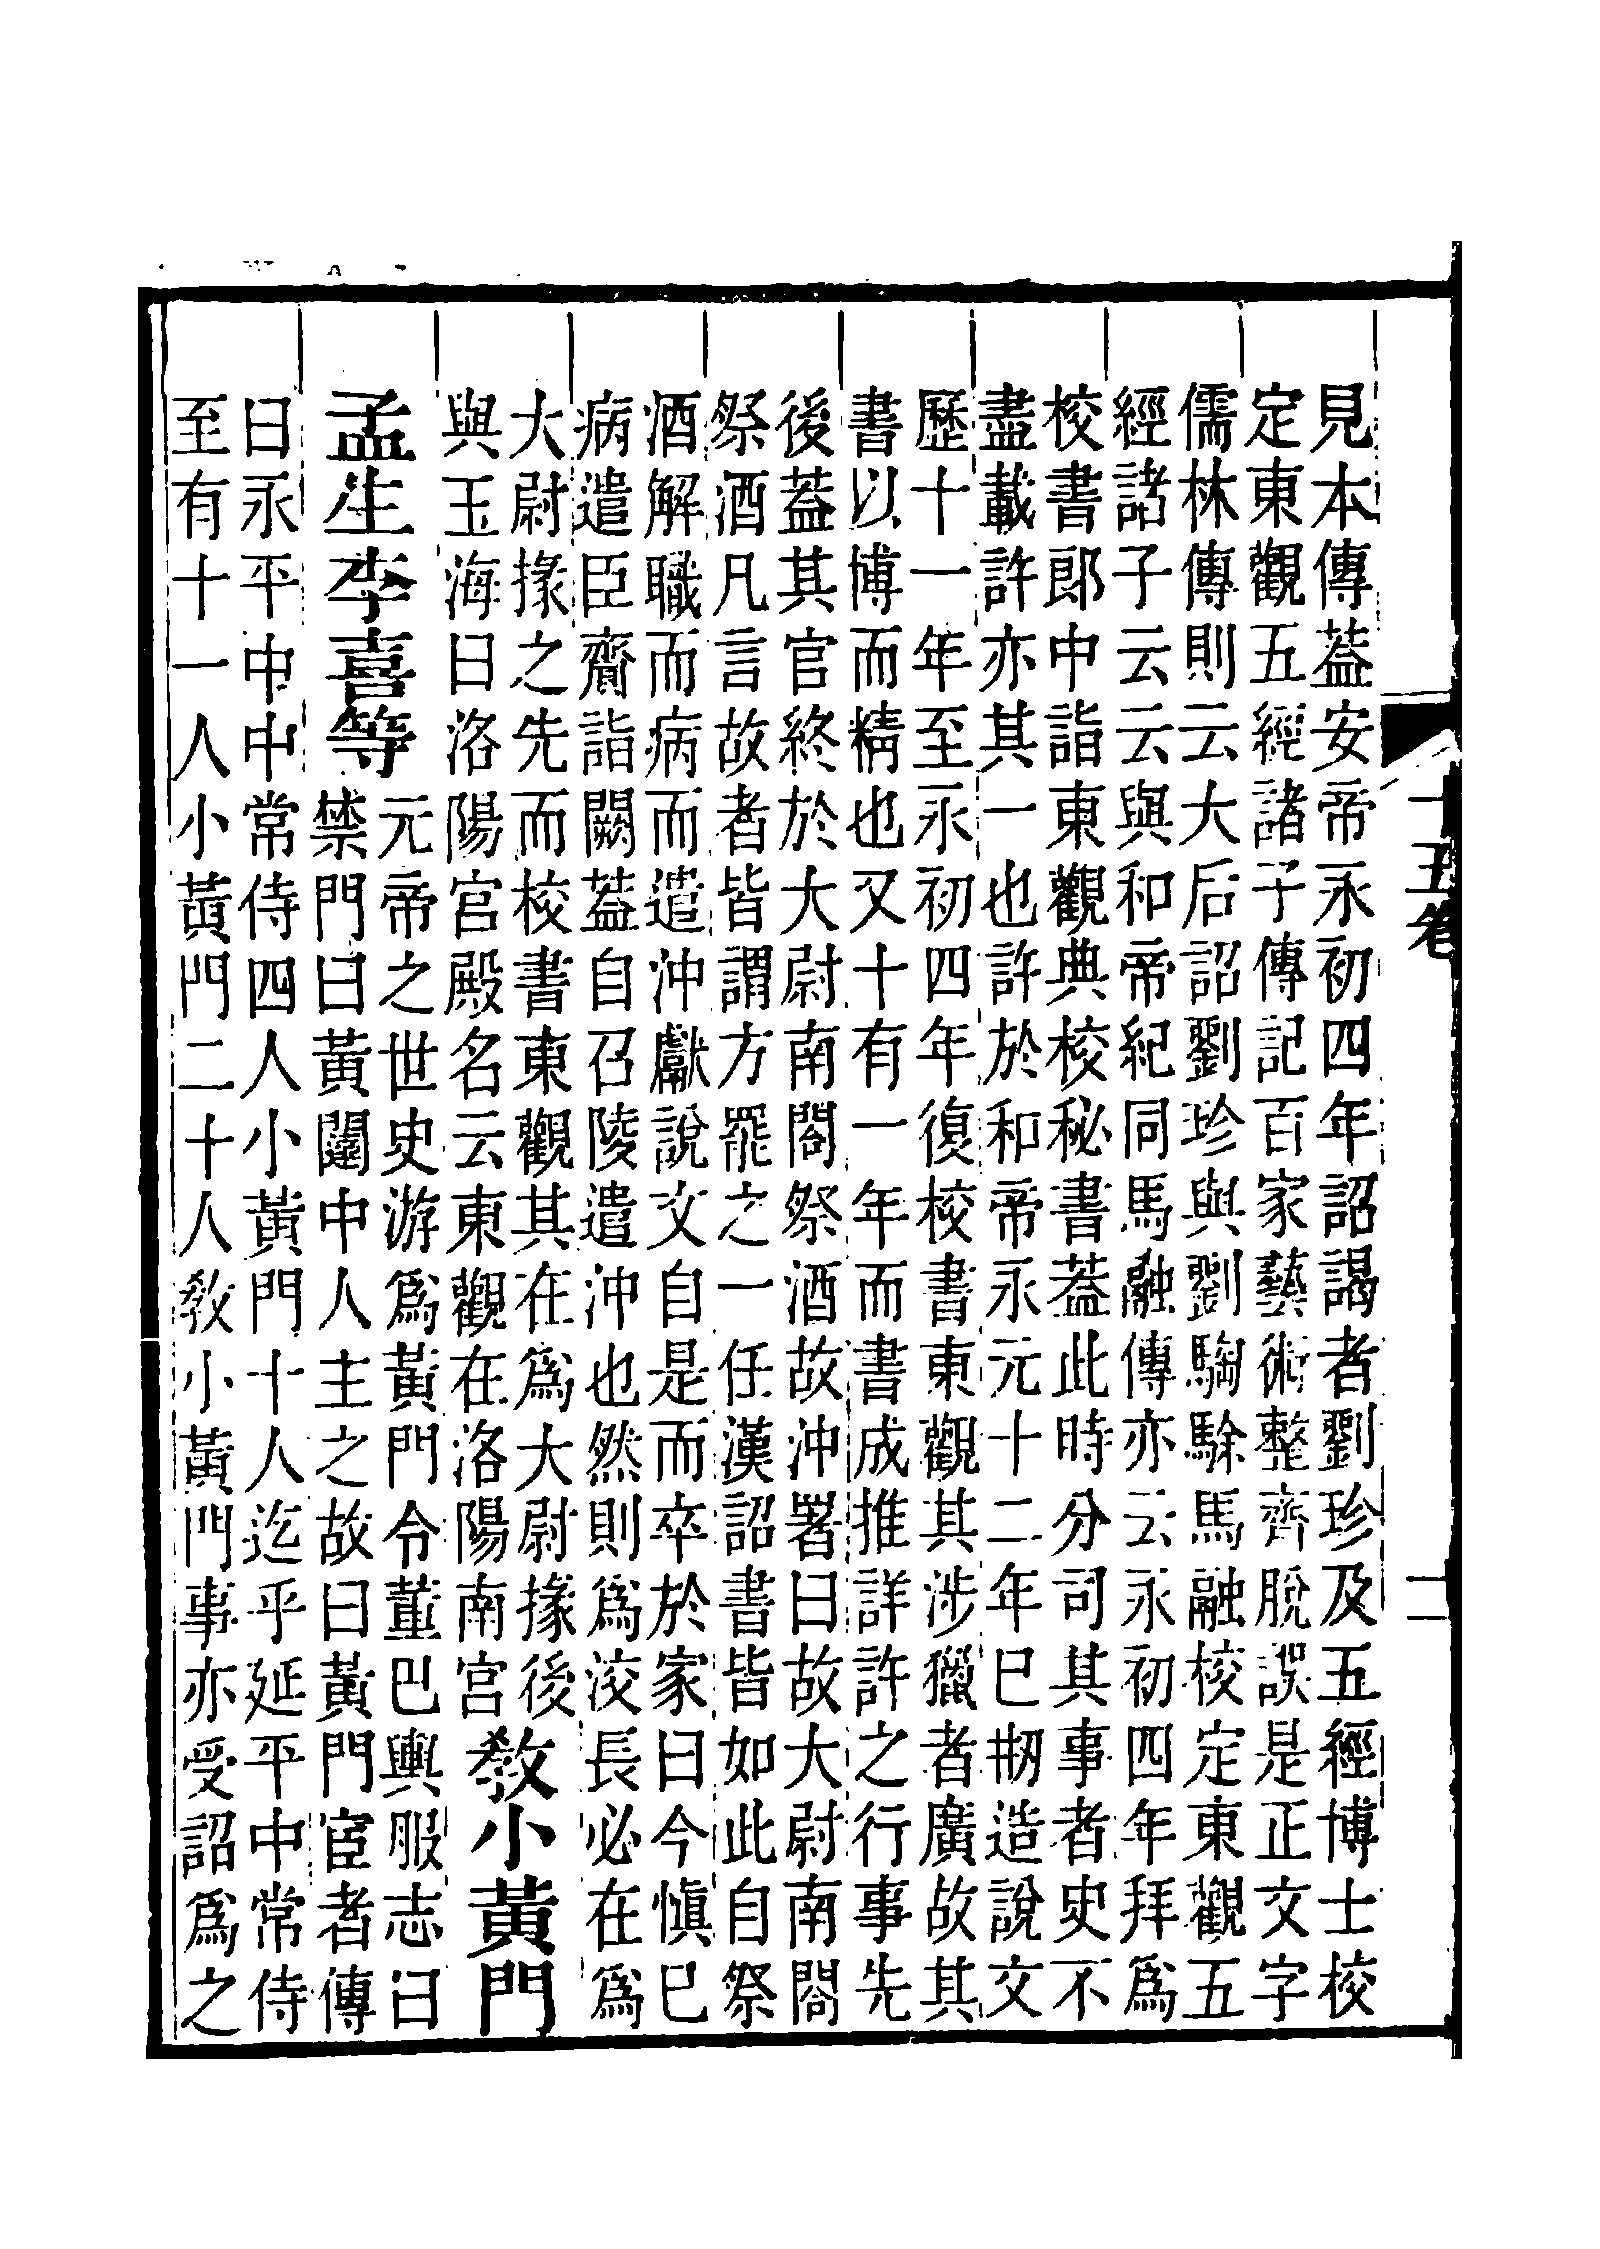 見本傳葢安帝永初四年詔謁者劉珍及五經博士校
定東觀五經諸子傳記百家藝術整齊脫誤是正文字
儒林傳則云大后詔劉珍與劉騊駼馬融校定東觀五
經諸子云云與和帝紀同馬融傳亦云永初四年拜爲
校書郎中詣東觀典校秘書葢此時分司其事者史不
盡載許亦其一也許於和帝永元十二年巳剏造說文
歷十一年至永初四年復校書東觀其涉獵者廣故其
書以博而精也又十有一年而書成推詳許之行事先
後葢其官終於大尉南閤祭酒故沖署曰故大尉南閤
祭酒凡言故者皆謂方罷之一任漢詔書皆如此自祭
酒解職而病而遣沖獻說文自是而卒於家曰今愼巳
病遣臣齎詣闕葢自召陵遣沖也然則爲洨長必在爲
大尉掾之先而校書東觀其在爲大尉掾後
與玉海曰洛陽宮殿名云東觀在洛陽南宮
敎小黃門
孟生李喜等
元帝之世史游爲黃門令董巴輿服志曰
禁門曰黃闥中人主之故曰黃門宦者傳
曰永平中中常侍四人小黃門十人迄乎延平中常侍
至有十一人小黃門二十人敎小黃門事亦受詔爲之
十五卷
二